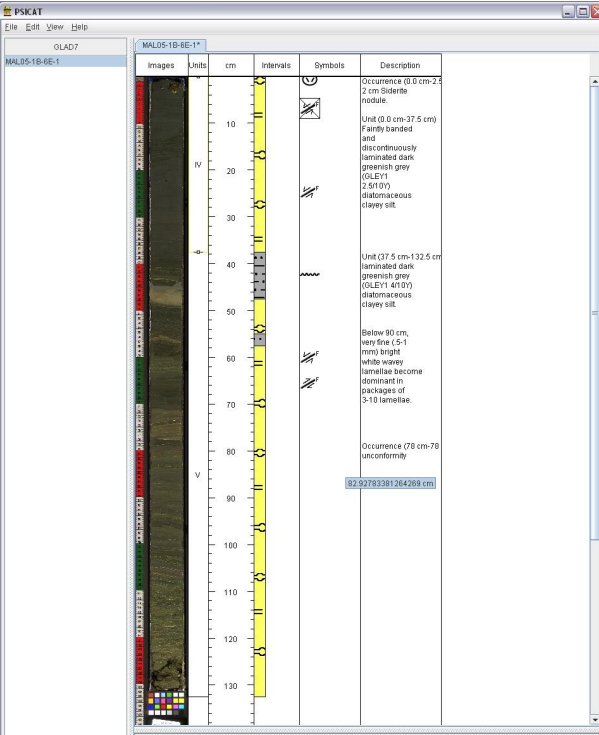 PSICAT
File Edit View Help
GLAD7
MAL05-1B-6E-1
MAL05-1B-6E-1*
Images Units cm Intervals Symbols Description
Occurrence (0.0 cm-2.5
2 cm Siderite
nodule.
Unit (0.0 cm-37.5 cm)
Faintly banded
and
discontinuously
laminated dark
greenish grey
(GLEY1
2.5/10Y)
diatomaceous
clayey silt.
Unit (37.5 cm-132.5 cm
laminated dark
greenish grey
(GLEY1 4/10Y)
diatomaceous
clayey silt.
Below 90 cm,
very fine (.5-1
mm) bright
white wavey
lamellae become
dominant in
packages of
3-10 lamellae.
Occurrence (78 cm-78
unconformity
82.92783381264269 cm
IV
V
10
20
30
40
50
60
70
80
90
100
110
120
130
F
F
F
F